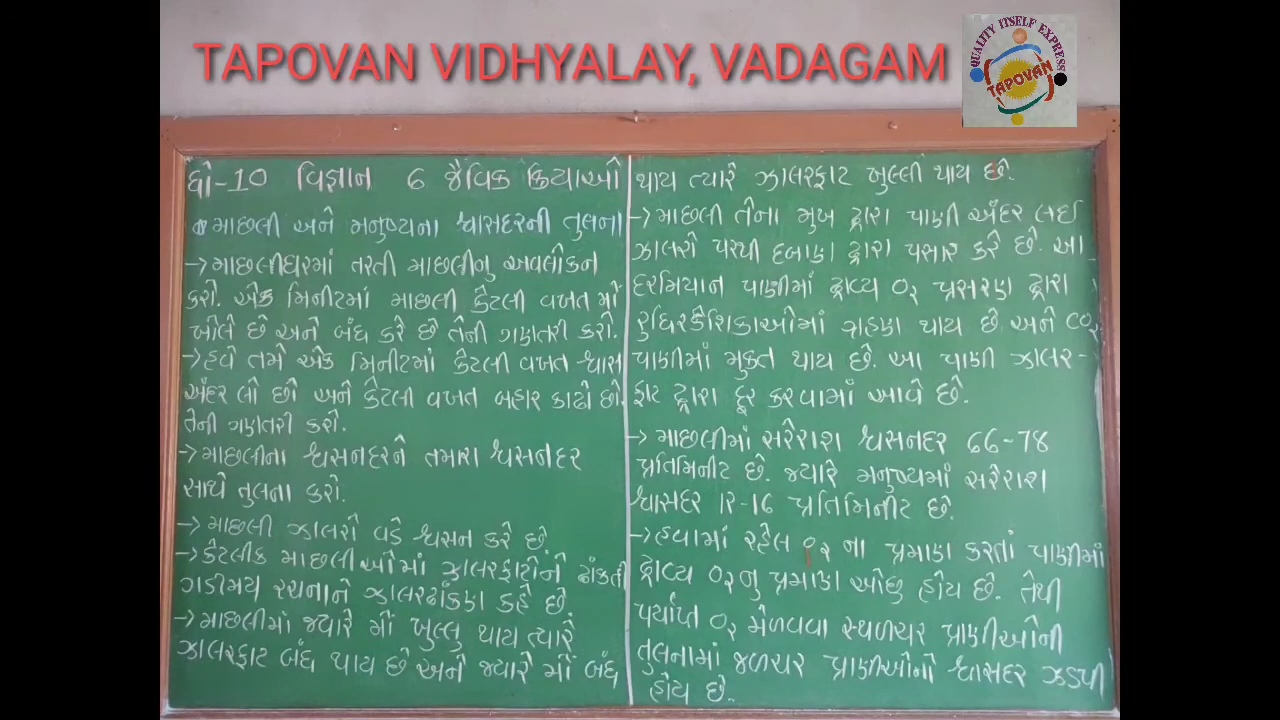 TAPOVAN VIDHYALAY, VADAGAM
QUALITY ITSELF EXPRESS
TAPOVAN
ધો-10 વિજ્ઞાન 6 જૈવિક ક્રિયાઓ
* માછલી અને મનુષ્યના શ્વાસદરની તુલના
→ માછલીઘરમાં તરતી માછલીનુ અવલોકન
કરો. એક મિનીટમાં માછલી કેટલી વખત મોં
ખોલે છે અને બંધ કરે છે તેની ગણતરી કરો.
→ હવે તમે એક મિનીટમાં કેટલી વખત શ્વાસ
અંદર લો છો અને કેટલી વખત બહાર કાઢો છો.
તેની ગણતરી કરો.
→ માછલીના શ્વસનદરને તમારા શ્વસનદર
સાથે તુલના કરો.
→ માછલી ઝાલરો વડે શ્વસન કરે છે.
→ કેટલીક માછલીઓમાં ઝાલરફાટોને ઢાંકતી
ગડીમય રચનાને ઝાલરઢાંકણ કહે છે.
→ માછલીમાં જ્યારે મોં ખુલ્લુ થાય ત્યારે
ઝાલરફાટ બંધ થાય છે અને જ્યારે મોં બંધ
થાય ત્યારે ઝાલરફાટ ખુલ્લી થાય છે.
→ માછલી તેના મુખ દ્વારા પાણી અંદર લઈ
ઝાલરો પરથી દબાણ દ્વારા પસાર કરે છે. આ
દરમિયાન પાણીમાં દ્રાવ્ય O₂ પ્રસરણ દ્વારા
રુધિરકેશિકાઓમાં ગ્રહણ થાય છે અને CO₂
પાણીમાં મુક્ત થાય છે. આ પાણી ઝાલર-
ફાટ દ્વારા દૂર કરવામાં આવે છે.
→ માછલીમાં સરેરાશ શ્વસનદર 66-78
પ્રતિમિનીટ છે. જ્યારે મનુષ્યમાં સરેરાશ
શ્વાસદર 12-16 પ્રતિમિનીટ છે.
→ હવામાં રહેલ O₂ ના પ્રમાણ કરતાં પાણીમાં
દ્રાવ્ય O₂નુ પ્રમાણ ઓછુ હોય છે. તેથી
પર્યાપ્ત O₂ મેળવવા સ્થળચર પ્રાણીઓની
તુલનામાં જળચર પ્રાણીઓનો શ્વાસદર ઝડપી
હોય છે.